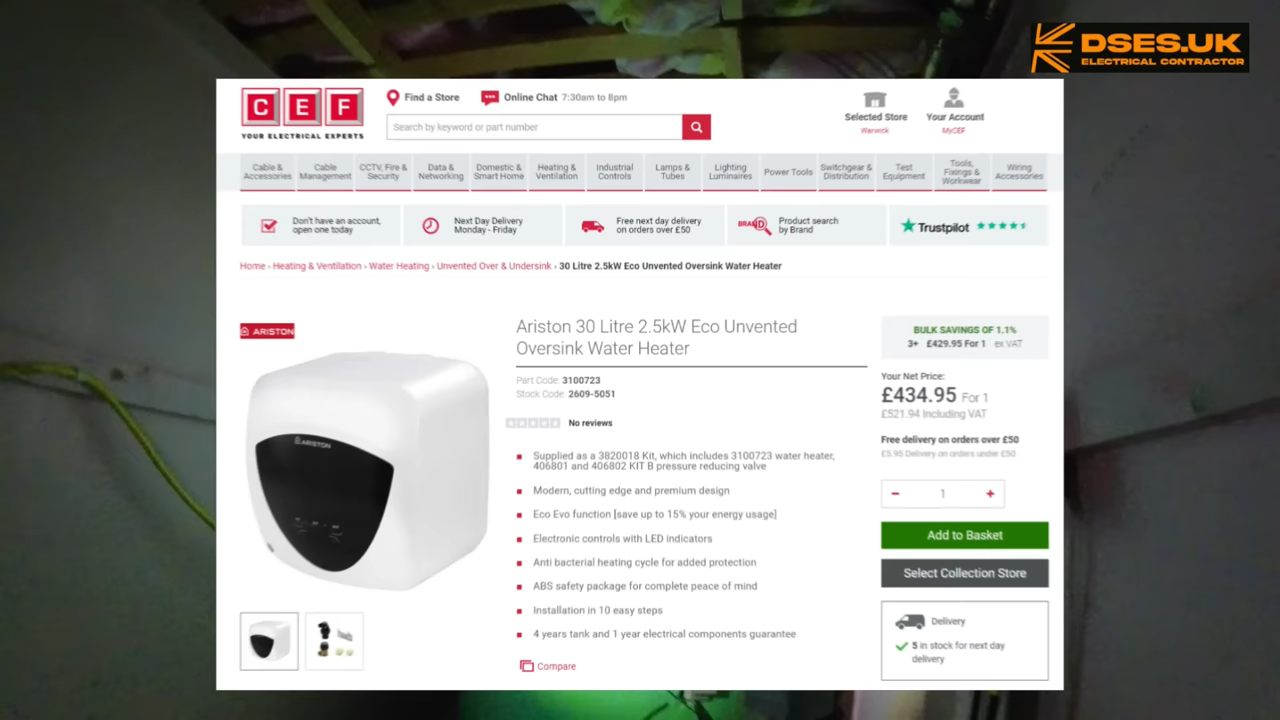 DSES.UK
ELECTRICAL CONTRACTOR
CEF
YOUR ELECTRICAL EXPERTS
Find a Store
Online Chat 7:30am to 8pm
Search by keyword or part number
Selected Store
Warwick
Your Account
MyCEF
Cable & Accessories
Cable Management
CCTV, Fire & Security
Data & Networking
Domestic & Smart Home
Heating & Ventilation
Industrial Controls
Lamps & Tubes
Lighting Luminaires
Power Tools
Switchgear & Distribution
Test Equipment
Tools, Fixings & Workwear
Wiring Accessories
Don't have an account,
open one today
Next Day Delivery
Monday - Friday
Free next day delivery
on orders over £50
BRAND
Product search
by Brand
Trustpilot
Home › Heating & Ventilation › Water Heating › Unvented Over & Undersink › 30 Litre 2.5kW Eco Unvented Oversink Water Heater
ARISTON
ARISTON
Ariston 30 Litre 2.5kW Eco Unvented
Oversink Water Heater
Part Code: 3100723
Stock Code: 2609-5051
No reviews
Supplied as a 3820018 Kit, which includes 3100723 water heater,
406801 and 406802 KIT B pressure reducing valve
Modern, cutting edge and premium design
Eco Evo function [save up to 15% your energy usage]
Electronic controls with LED indicators
Anti bacterial heating cycle for added protection
ABS safety package for complete peace of mind
Installation in 10 easy steps
4 years tank and 1 year electrical components guarantee
Compare
BULK SAVINGS OF 1.1%
3+ £429.95 For 1 ex VAT
Your Net Price:
£434.95 For 1
£521.94 Including VAT
Free delivery on orders over £50
£5.95 Delivery on orders under £50
− 1 +
Add to Basket
Select Collection Store
Delivery
5 in stock for next day
delivery